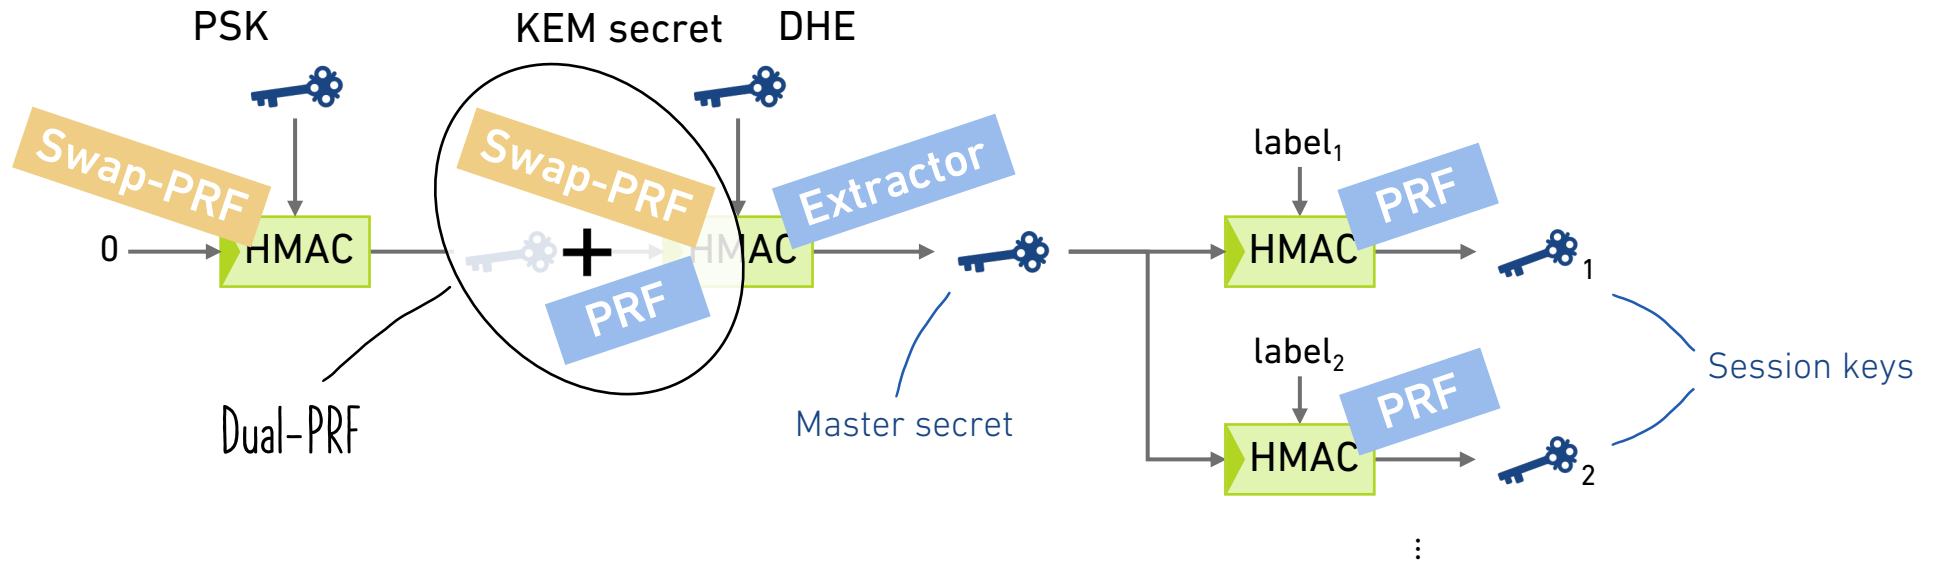 PSK
KEM secret
DHE
Swap-PRF
Swap-PRF
Extractor
label₁
PRF
0
HMAC
+
HMAC
HMAC
1
PRF
label₂
Session keys
PRF
Dual-PRF
Master secret
HMAC
2
⋮